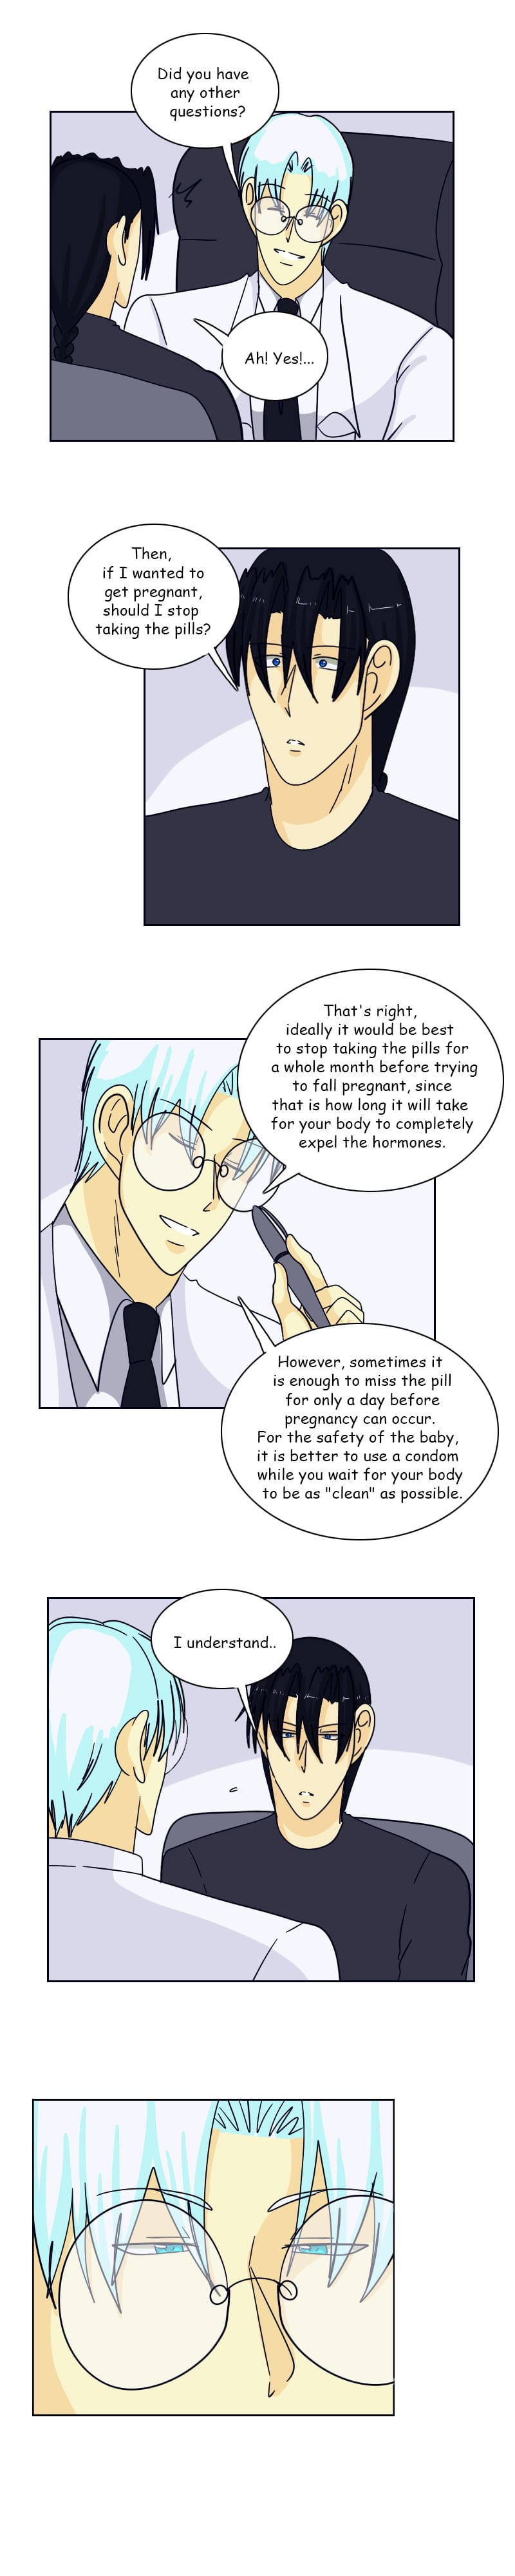 Did you have
any other
questions?
Ah! Yes!...
Then,
if I wanted to
get pregnant,
should I stop
taking the pills?
That's right,
ideally it would be best
to stop taking the pills for
a whole month before trying
to fall pregnant, since
that is how long it will take
for your body to completely
expel the hormones.
However, sometimes it
is enough to miss the pill
for only a day before
pregnancy can occur.
For the safety of the baby,
it is better to use a condom
while you wait for your body
to be as "clean" as possible.
I understand..